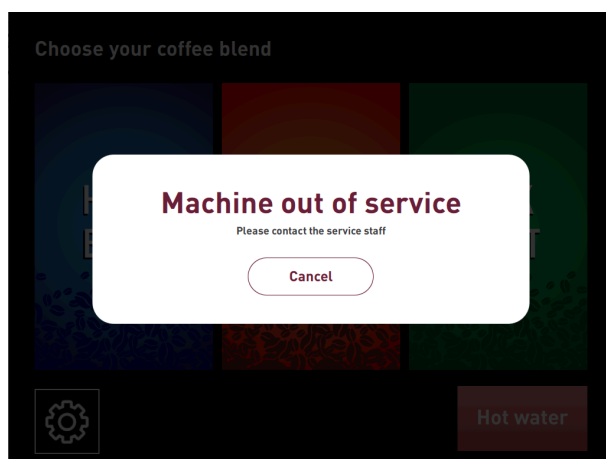 Choose your coffee blend
Machine out of service
Please contact the service staff
Cancel
Hot water